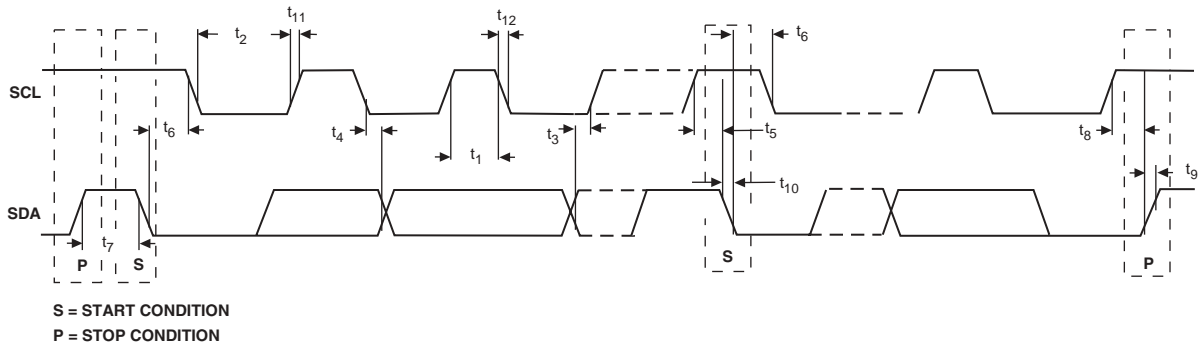 t11
t12
t2
t6
SCL
t6
t4
t3
t5
t8
t1
t9
t10
SDA
t7
P
S
S
P
S = START CONDITION
P = STOP CONDITION